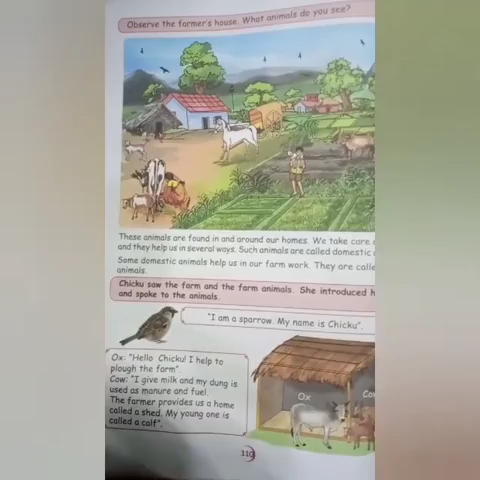 Observe the farmer's house. What animals do you see?
These animals are found in and around our homes. We take care
and they help us in several ways. Such animals are called domestic
Some domestic animals help us in our farm work. They are
animals.
Chicku saw the farm and the farm animals. She introduced
and spoke to the animals.
"I am a sparrow. My name is Chicku".
Ox: "Hello Chicku! I help to
plough the farm".
Cow: "I give milk and my dung is
used as manure and fuel.
The farmer provides us a home
called a shed. My young one is
called a calf".
Ox
110